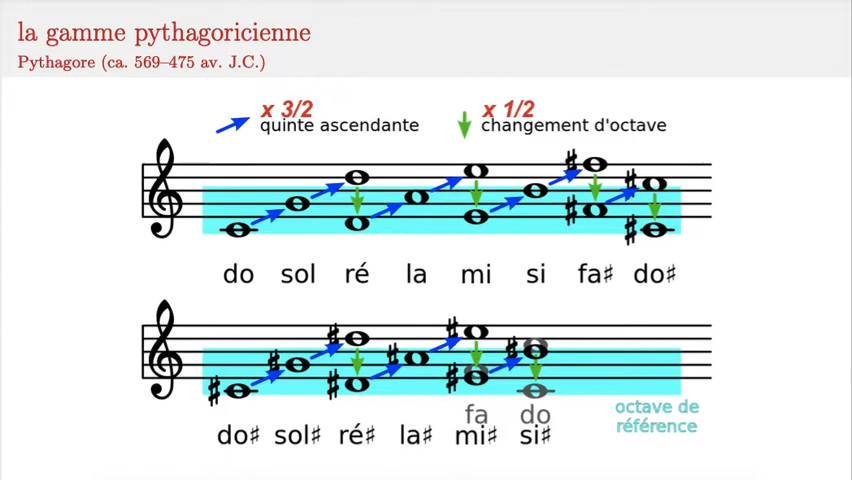 la gamme pythagoricienne
Pythagore (ca. 569–475 av. J.C.)
x 3/2 x 1/2
quinte ascendante changement d'octave
do sol ré la mi si fa♯ do♯
fa do
octave de
référence
do♯ sol♯ ré♯ la♯ mi♯ si♯